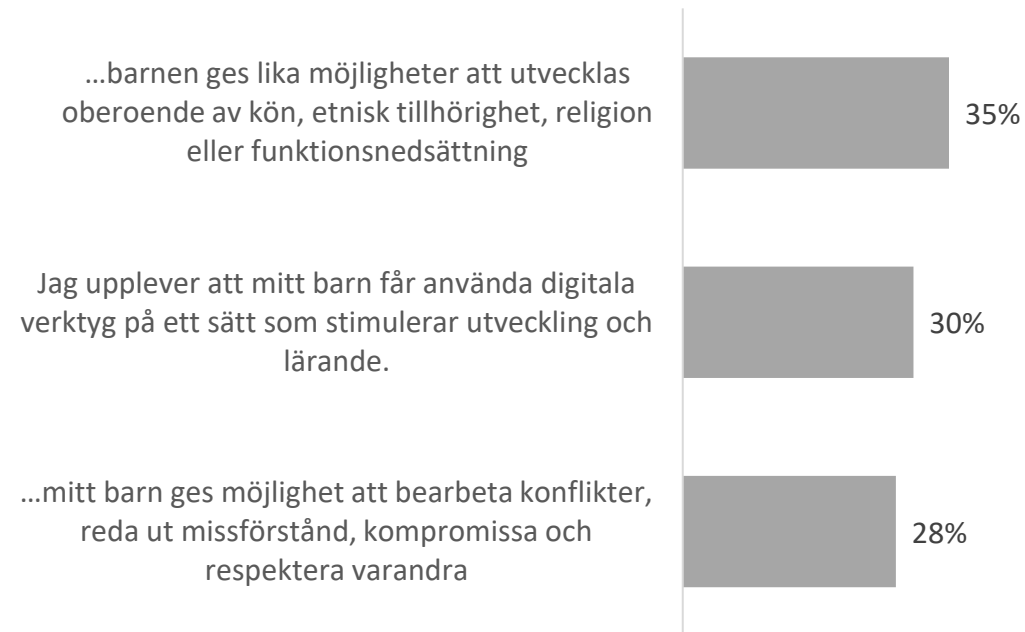 …barnen ges lika möjligheter att utvecklas
oberoende av kön, etnisk tillhörighet, religion
eller funktionsnedsättning
35%
Jag upplever att mitt barn får använda digitala
verktyg på ett sätt som stimulerar utveckling och
lärande.
30%
…mitt barn ges möjlighet att bearbeta konflikter,
reda ut missförstånd, kompromissa och
respektera varandra
28%